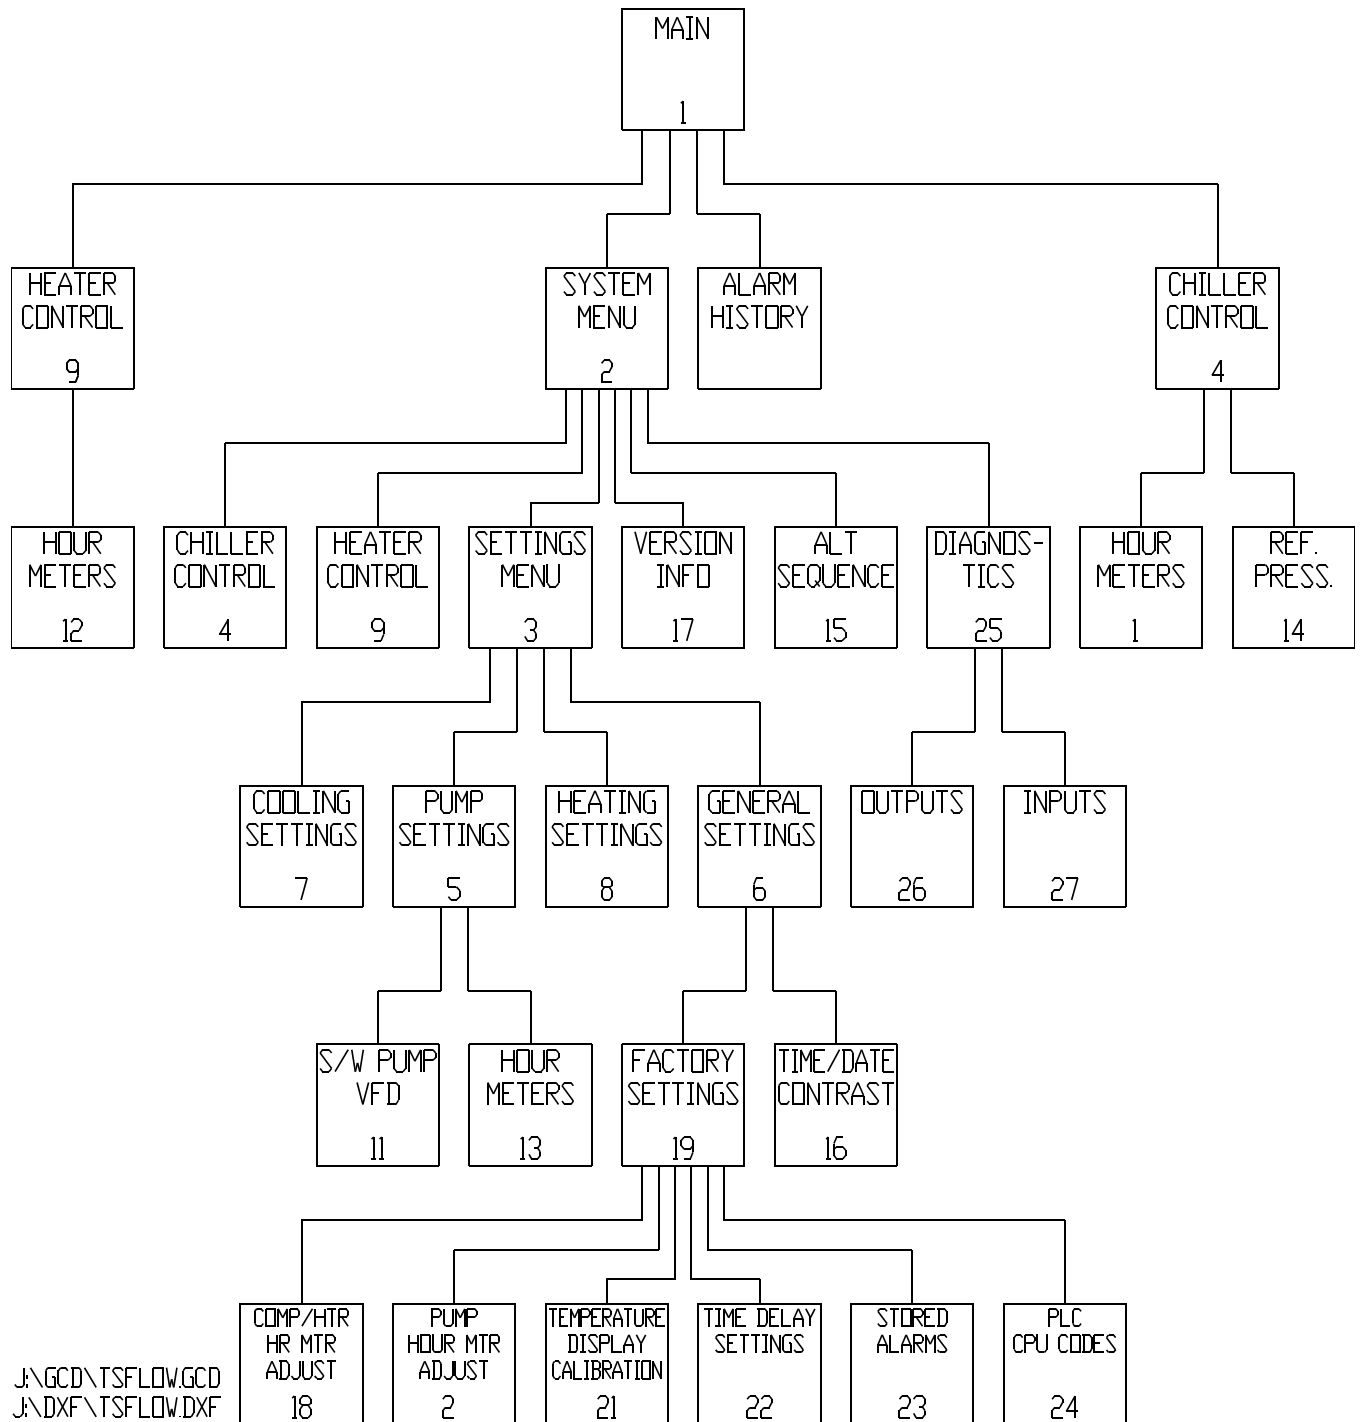 MAIN
1
HEATER
CONTROL
9
SYSTEM
MENU
2
ALARM
HISTORY
CHILLER
CONTROL
4
HOUR
METERS
12
CHILLER
CONTROL
4
HEATER
CONTROL
9
SETTINGS
MENU
3
VERSION
INFO
17
ALT
SEQUENCE
15
DIAGNOS-
TICS
25
HOUR
METERS
1
REF.
PRESS.
14
COOLING
SETTINGS
7
PUMP
SETTINGS
5
HEATING
SETTINGS
8
GENERAL
SETTINGS
6
OUTPUTS
26
INPUTS
27
S/W PUMP
VFD
11
HOUR
METERS
13
FACTORY
SETTINGS
19
TIME/DATE
CONTRAST
16
COMP/HTR
HR MTR
ADJUST
18
PUMP
HOUR MTR
ADJUST
2
TEMPERATURE
DISPLAY
CALIBRATION
21
TIME DELAY
SETTINGS
22
STORED
ALARMS
23
PLC
CPU CODES
24
J:\GCD\TSFLOW.GCD
J:\DXF\TSFLOW.DXF